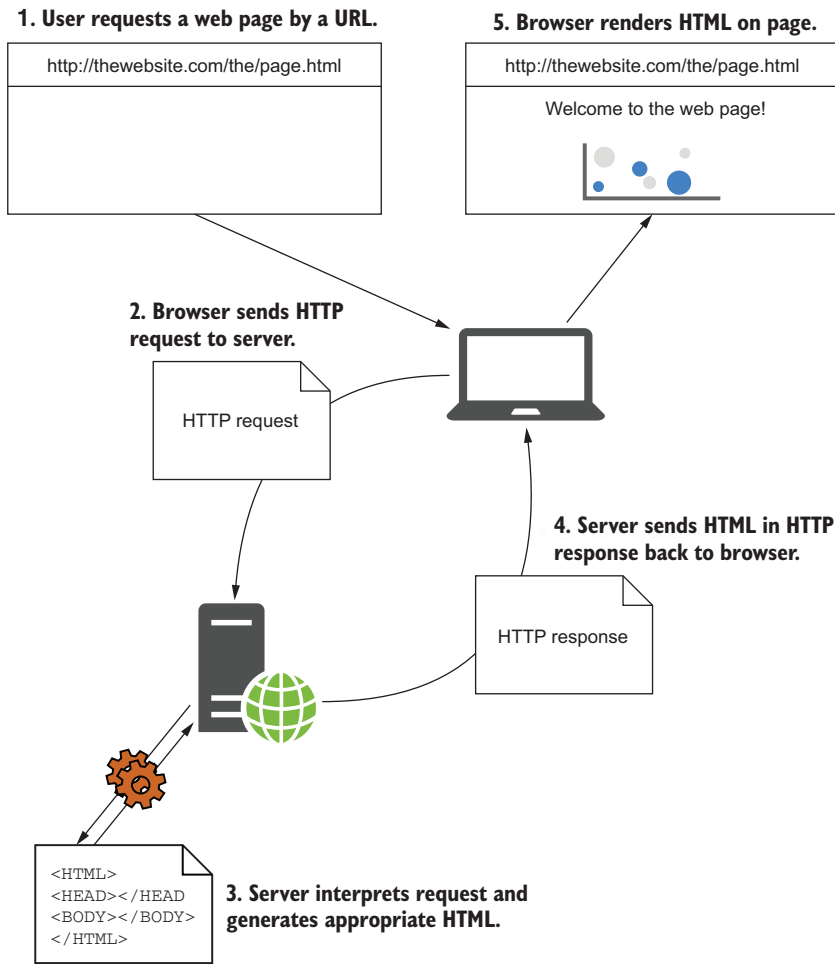 1. User requests a web page by a URL.
http://thewebsite.com/the/page.html
5. Browser renders HTML on page.
http://thewebsite.com/the/page.html
Welcome to the web page!
2. Browser sends HTTP
request to server.
HTTP request
4. Server sends HTML in HTTP
response back to browser.
HTTP response
<HTML>
<HEAD></HEAD
<BODY></BODY>
</HTML>
3. Server interprets request and
generates appropriate HTML.